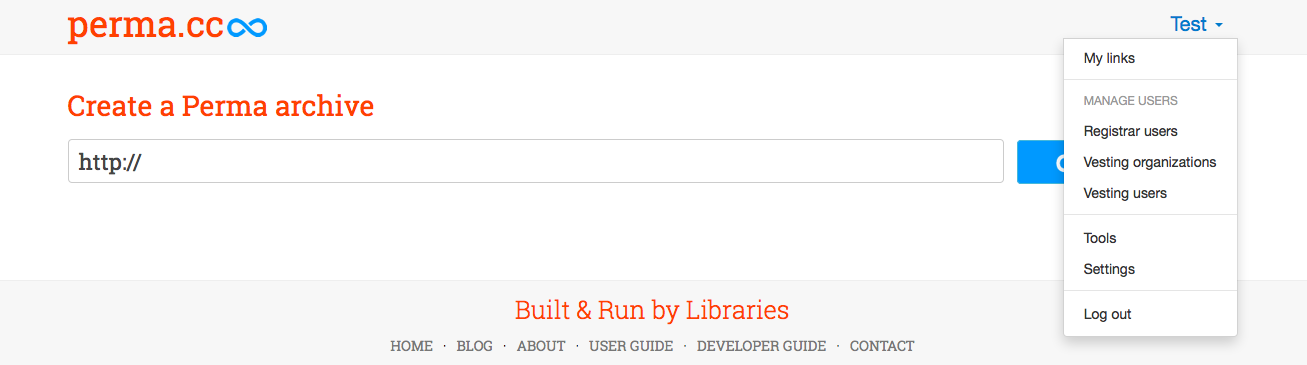 perma.cc
Test
My links
MANAGE USERS
Registrar users
Vesting organizations
Vesting users
Tools
Settings
Log out
Create a Perma archive
http://
Built & Run by Libraries
HOME · BLOG · ABOUT · USER GUIDE · DEVELOPER GUIDE · CONTACT